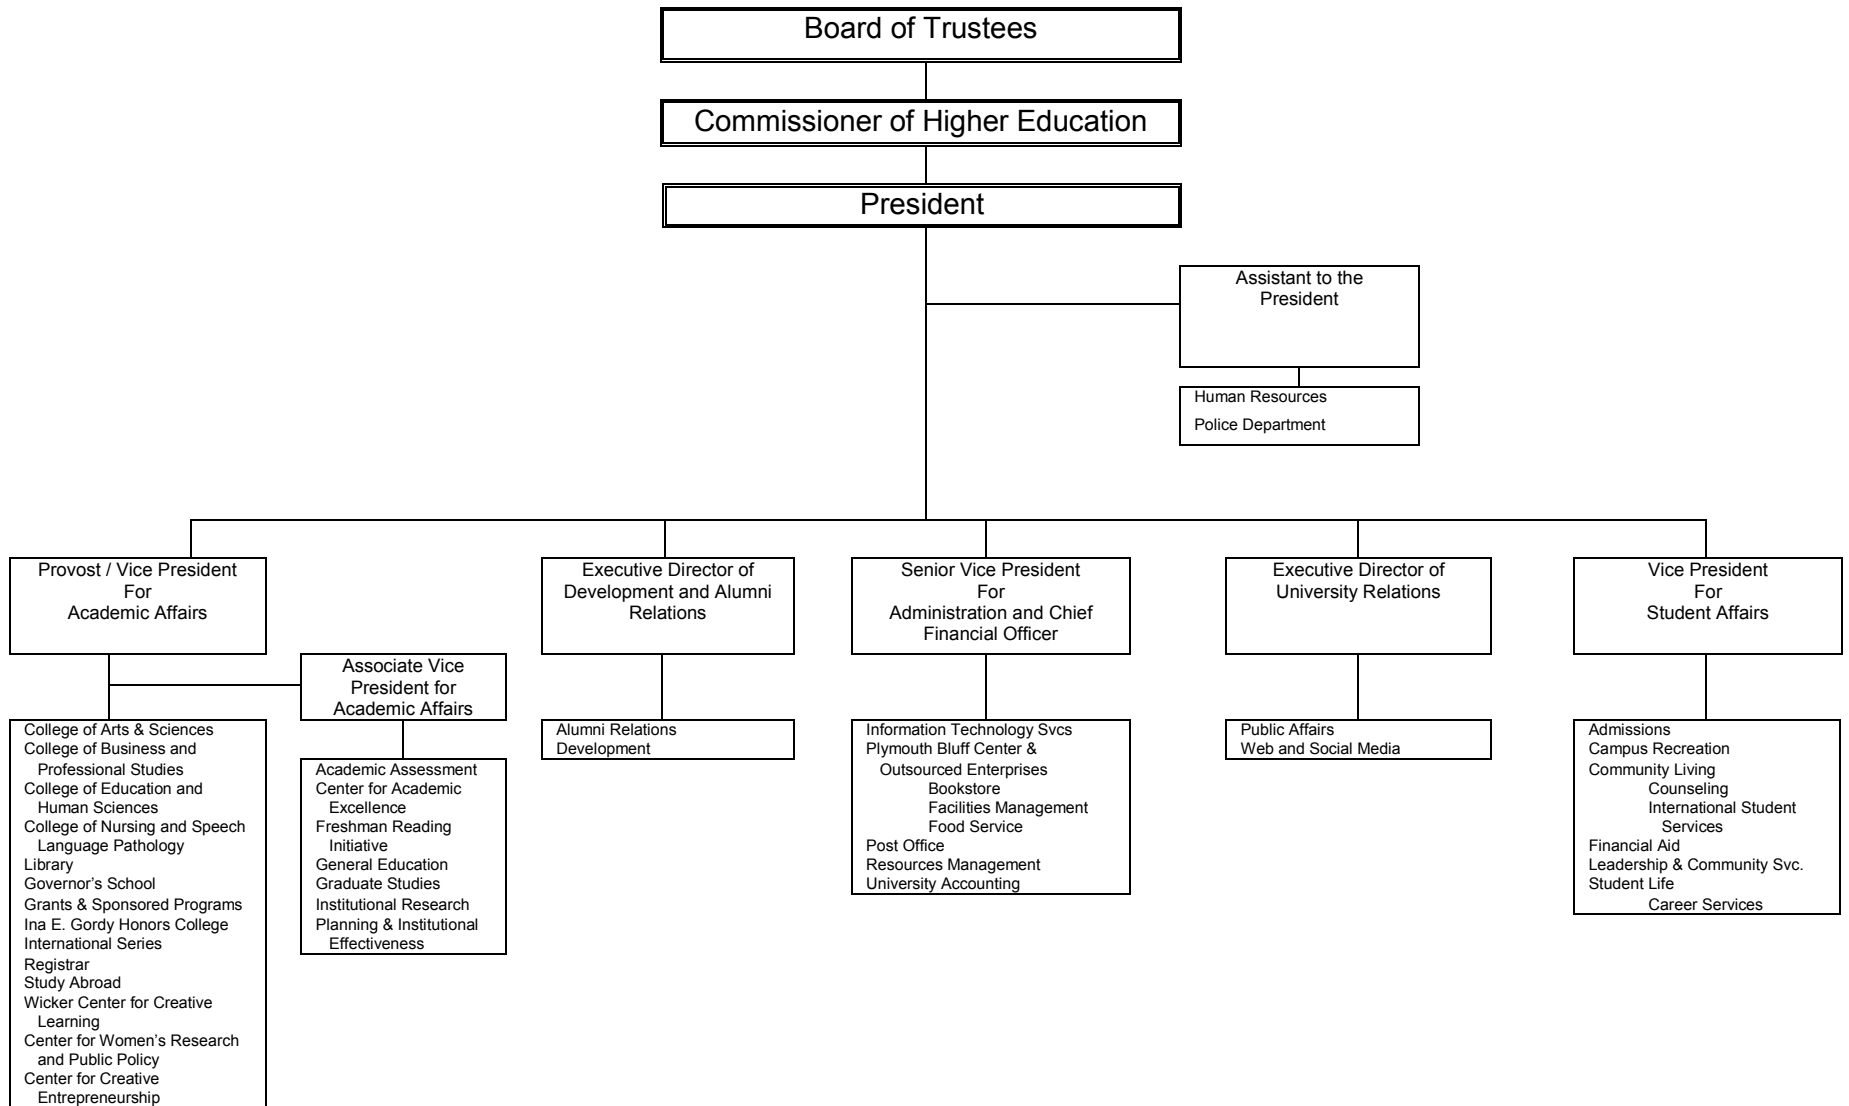 Board of Trustees
Commissioner of Higher Education
President
Assistant to the
President
Human Resources
Police Department
Provost / Vice President
For
Academic Affairs
Executive Director of
Development and Alumni
Relations
Senior Vice President
For
Administration and Chief
Financial Officer
Executive Director of
University Relations
Vice President
For
Student Affairs
Associate Vice
President for
Academic Affairs
College of Arts & Sciences
College of Business and
Professional Studies
College of Education and
Human Sciences
College of Nursing and Speech
Language Pathology
Library
Governor’s School
Grants & Sponsored Programs
Ina E. Gordy Honors College
International Series
Registrar
Study Abroad
Wicker Center for Creative
Learning
Center for Women’s Research
and Public Policy
Center for Creative
Entrepreneurship
Academic Assessment
Center for Academic
Excellence
Freshman Reading
Initiative
General Education
Graduate Studies
Institutional Research
Planning & Institutional
Effectiveness
Alumni Relations
Development
Information Technology Svcs
Plymouth Bluff Center &
Outsourced Enterprises
Bookstore
Facilities Management
Food Service
Post Office
Resources Management
University Accounting
Public Affairs
Web and Social Media
Admissions
Campus Recreation
Community Living
Counseling
International Student
Services
Financial Aid
Leadership & Community Svc.
Student Life
Career Services